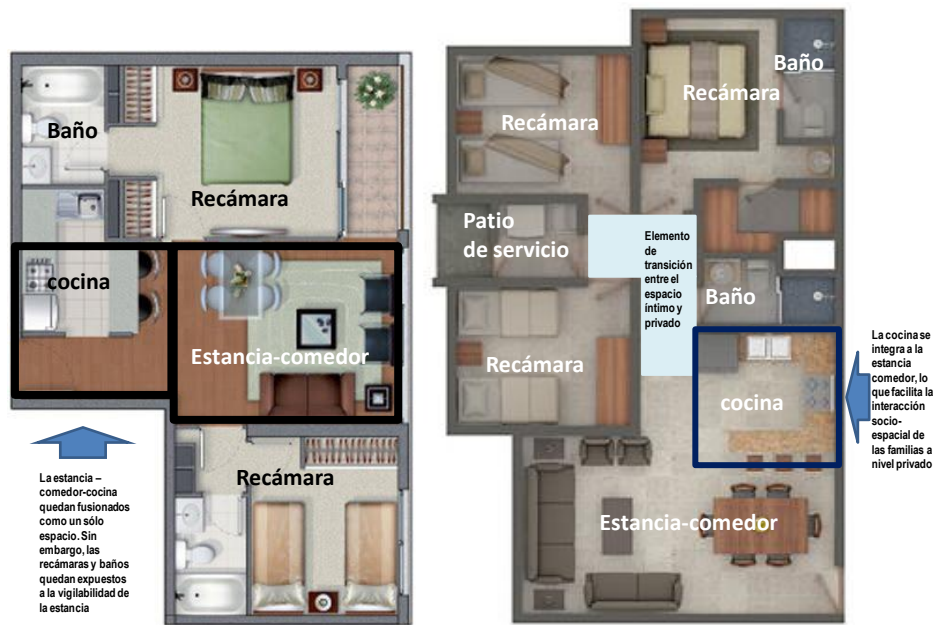 Baño
Recámara
cocina
Estancia-comedor
Recámara
La estancia –
comedor-cocina
quedan fusionados
como un sólo
espacio. Sin
embargo, las
recámaras y baños
quedan expuestos
a la vigilabilidad de
la estancia
Baño
Recámara
Recámara
Patio
de servicio
Elemento
de
transición
entre el
espacio
íntimo y
privado
Baño
Recámara
cocina
Estancia-comedor
La cocina se
integra a la
estancia
comedor, lo
que facilita la
interacción
socio-
espacial de
las familias a
nivel privado